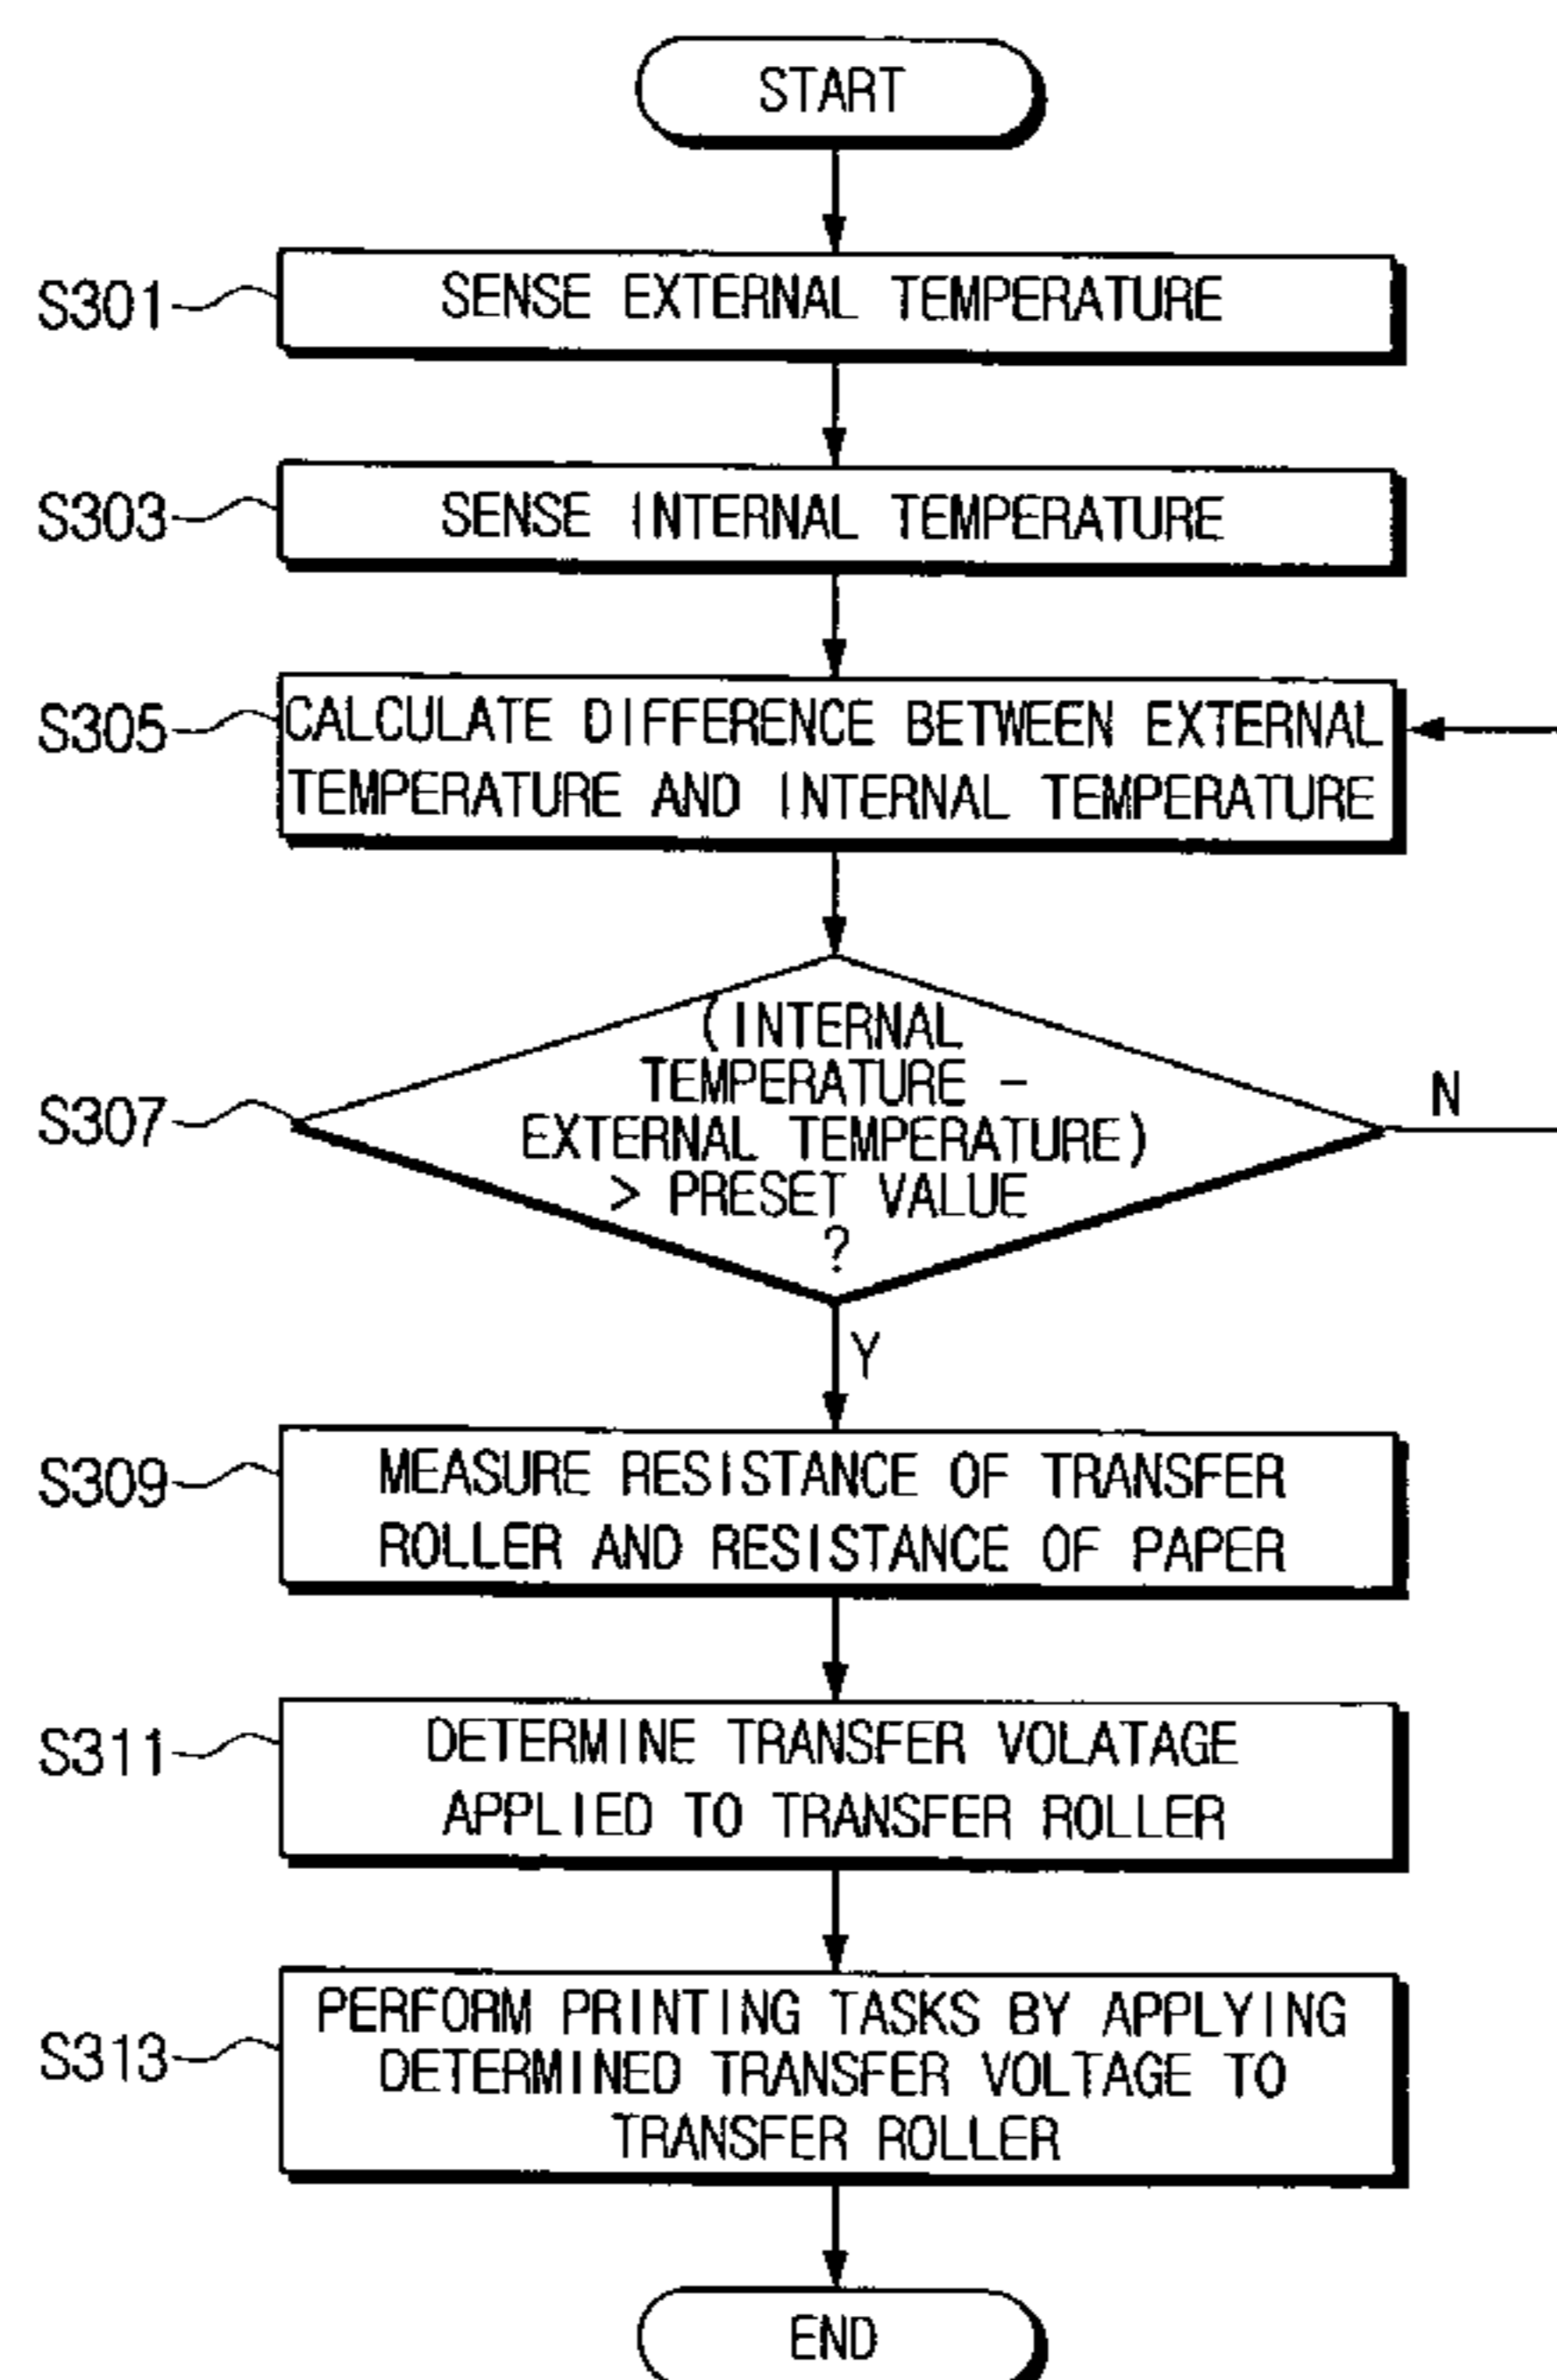 START
S301
SENSE EXTERNAL TEMPERATURE
S303
SENSE INTERNAL TEMPERATURE
S305
CALCULATE DIFFERENCE BETWEEN EXTERNAL
TEMPERATURE AND INTERNAL TEMPERATURE
S307
(INTERNAL
TEMPERATURE -
EXTERNAL TEMPERATURE)
> PRESET VALUE
?
N
Y
S309
MEASURE RESISTANCE OF TRANSFER
ROLLER AND RESISTANCE OF PAPER
S311
DETERMINE TRANSFER VOLATAGE
APPLIED TO TRANSFER ROLLER
S313
PERFORM PRINTING TASKS BY APPLYING
DETERMINED TRANSFER VOLTAGE TO
TRANSFER ROLLER
END